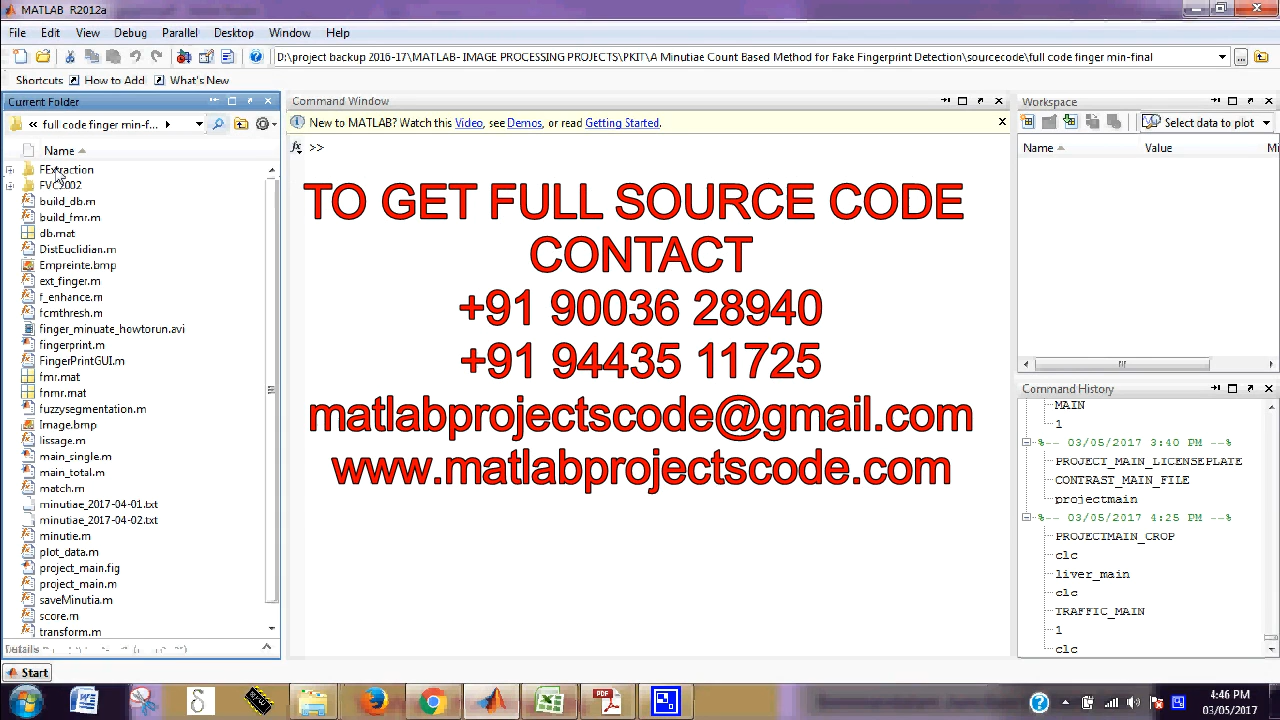 MATLAB R2012a
File Edit View Debug Parallel Desktop Window Help
D:\project backup 2016-17\MATLAB- IMAGE PROCESSING PROJECTS\PKIT\A Minutiae Count Based Method for Fake Fingerprint Detection\sourcecode\full code finger min-final
Shortcuts How to Add What's New
Current Folder
« full code finger min-f...
Name
FExtraction
FVC2002
build_db.m
build_fmr.m
db.mat
DistEuclidian.m
Empreinte.bmp
ext_finger.m
f_enhance.m
fcmthresh.m
finger_minuate_howtorun.avi
fingerprint.m
FingerPrintGUI.m
fmr.mat
fnmr.mat
fuzzysegmentation.m
Image.bmp
lissage.m
main_single.m
main_total.m
match.m
minutiae_2017-04-01.txt
minutiae_2017-04-02.txt
minutie.m
plot_data.m
project_main.fig
project_main.m
saveMinutia.m
score.m
transform.m
Details
Start
Command Window
New to MATLAB? Watch this Video, see Demos, or read Getting Started.
fx >>
TO GET FULL SOURCE CODE
CONTACT
+91 90036 28940
+91 94435 11725
matlabprojectscode@gmail.com
www.matlabprojectscode.com
Workspace
Select data to plot
Name Value Mi
Command History
MAIN
1
%-- 03/05/2017 3:40 PM --%
PROJECT_MAIN_LICENSEPLATE
CONTRAST_MAIN_FILE
projectmain
%-- 03/05/2017 4:25 PM --%
PROJECTMAIN_CROP
clc
liver_main
clc
TRAFFIC_MAIN
1
clc
PDF
4:46 PM
03/05/2017